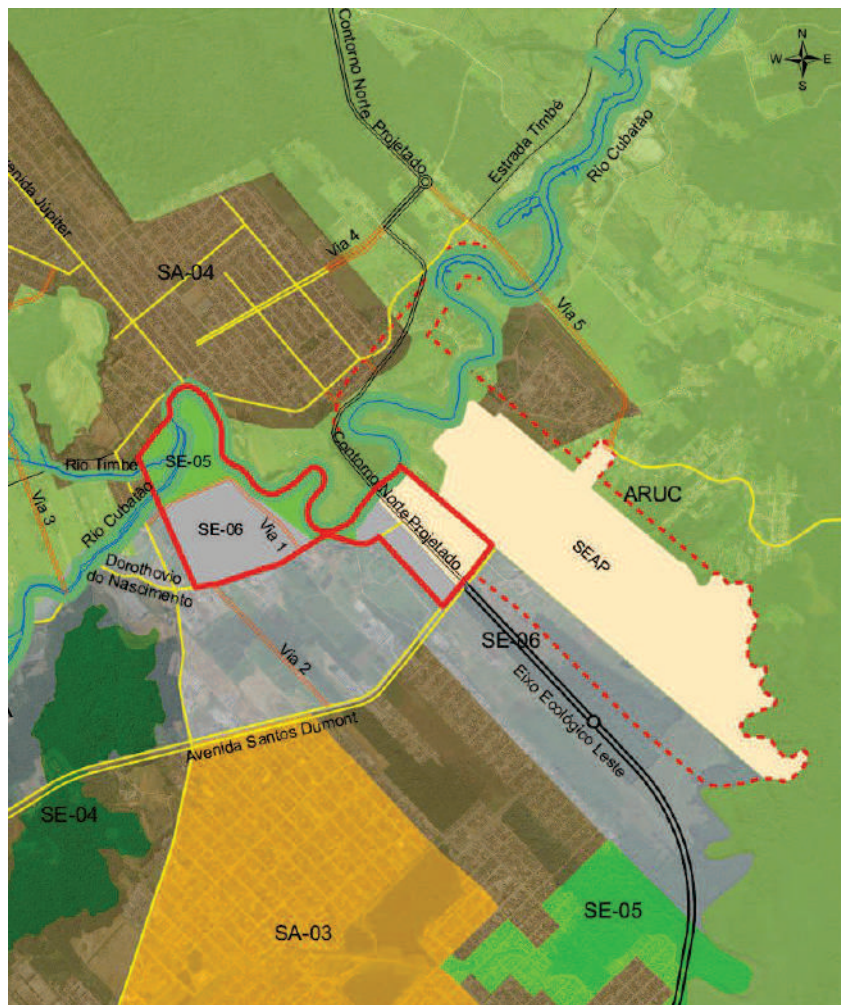 N
W E
S
Contorno Norte Projetado
Estrada Timbé
Rio Cubatão
Avenida Júpiter
SA-04
Via 4
Via 5
Rio Timbé
SE-05
Contorno Norte Projetado
ARUC
Via 3
Rio Cubatão
SE-06
Via 1
SEAP
Dorothovio
do Nascimento
SE-06
Via 2
Eixo Ecológico Leste
Avenida Santos Dumont
SE-04
SE-05
SA-03